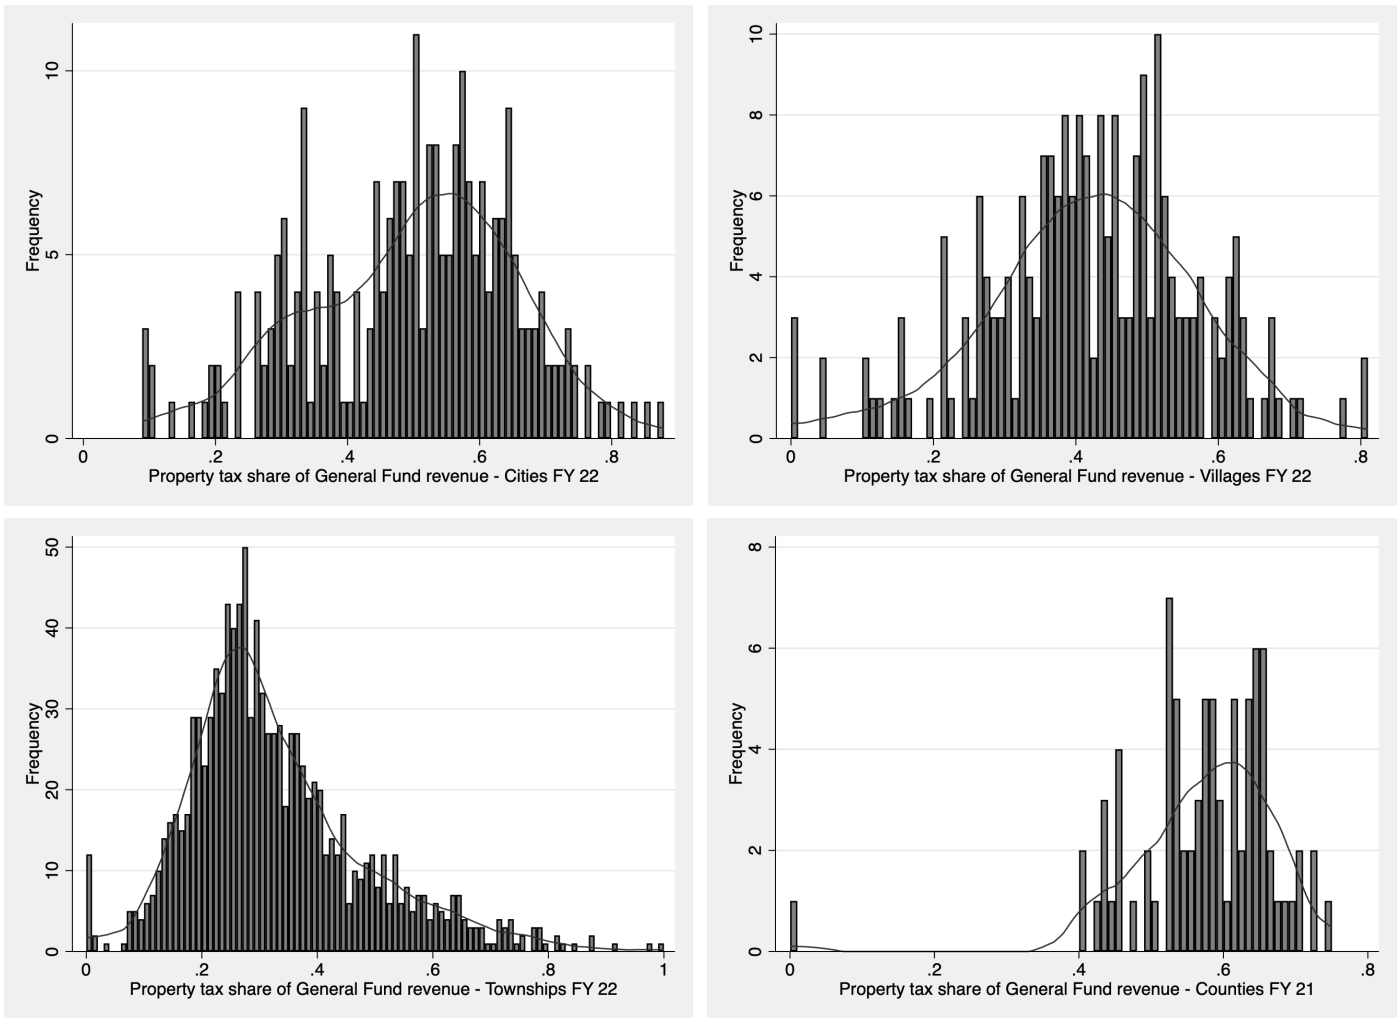 10
5
0
Frequency
0 .2 .4 .6 .8
Property tax share of General Fund revenue - Cities FY 22
10
8
6
4
2
0
Frequency
0 .2 .4 .6 .8
Property tax share of General Fund revenue - Villages FY 22
50
40
30
20
10
0
Frequency
0 .2 .4 .6 .8 1
Property tax share of General Fund revenue - Townships FY 22
8
6
4
2
0
Frequency
0 .2 .4 .6 .8
Property tax share of General Fund revenue - Counties FY 21